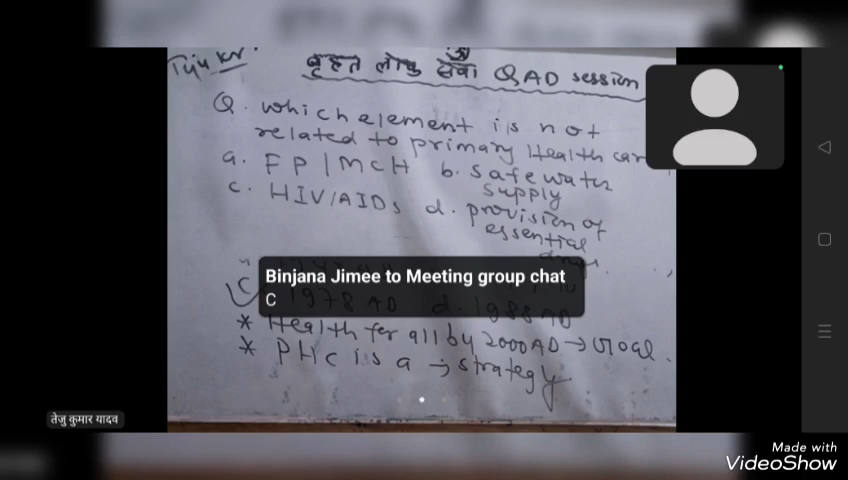 बृहत लोक सेवा QAD session
Q. which element is not
related to primary Health car
a. FP/MCH b. safe water
supply
c. HIV/AIDs d. provision of
essential
Binjana Jimee to Meeting group chat
C
C 1978 AD d. 1988 AD
* Health for all by 2000 AD → Goal.
* PHC is a → strategy
तेजु कुमार यादव
Made with
VideoShow